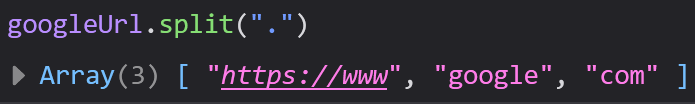 googleUrl.split(".")
Array(3) [ "https://www", "google", "com" ]